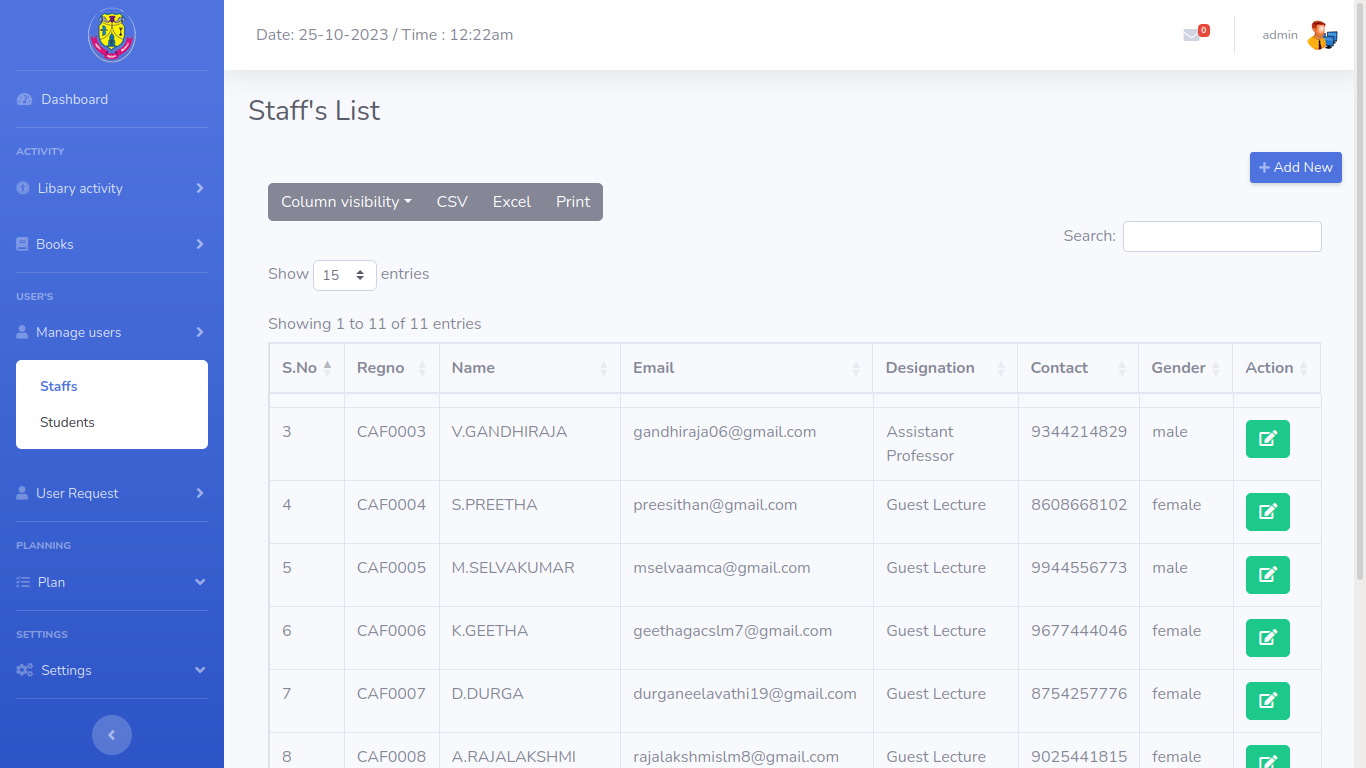 Date: 25-10-2023 / Time : 12:22am
0
admin
Dashboard
ACTIVITY
Libary activity
Books
USER'S
Manage users
Staffs
Students
User Request
PLANNING
Plan
SETTINGS
Settings
Staff's List
Add New
Column visibility CSV Excel Print
Search:
Show 15 entries
Showing 1 to 11 of 11 entries
S.No Regno Name Email Designation Contact Gender Action
3 CAF0003 V.GANDHIRAJA gandhiraja06@gmail.com Assistant Professor 9344214829 male
4 CAF0004 S.PREETHA preesithan@gmail.com Guest Lecture 8608668102 female
5 CAF0005 M.SELVAKUMAR mselvaamca@gmail.com Guest Lecture 9944556773 male
6 CAF0006 K.GEETHA geethagacslm7@gmail.com Guest Lecture 9677444046 female
7 CAF0007 D.DURGA durganeelavathi19@gmail.com Guest Lecture 8754257776 female
8 CAF0008 A.RAJALAKSHMI rajalakshmislm8@gmail.com Guest Lecture 9025441815 female